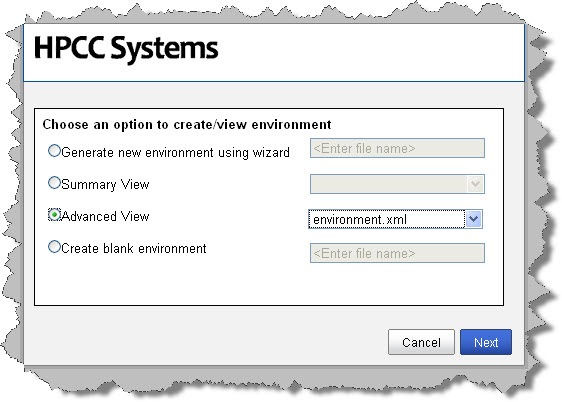 HPCC Systems
Choose an option to create/view environment
Generate new environment using wizard <Enter file name>
Summary View
Advanced View environment.xml
Create blank environment <Enter file name>
Cancel Next